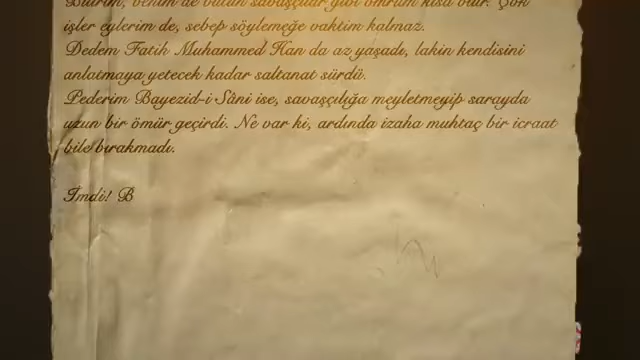 Bilirim, benim de bütün savaşçılar gibi ömrüm kısa olur. Çok
işler eylerim de, sebep söylemeğe vaktim kalmaz.
Dedem Fatih Muhammed Han da az yaşadı, lakin kendisini
anlatmaya yetecek kadar saltanat sürdü.
Pederim Bayezid-i Sâni ise, savaşçılığa meyletmeyip sarayda
uzun bir ömür geçirdi. Ne var ki, ardında izaha muhtaç bir icraat
bile bırakmadı.
İmdi! B